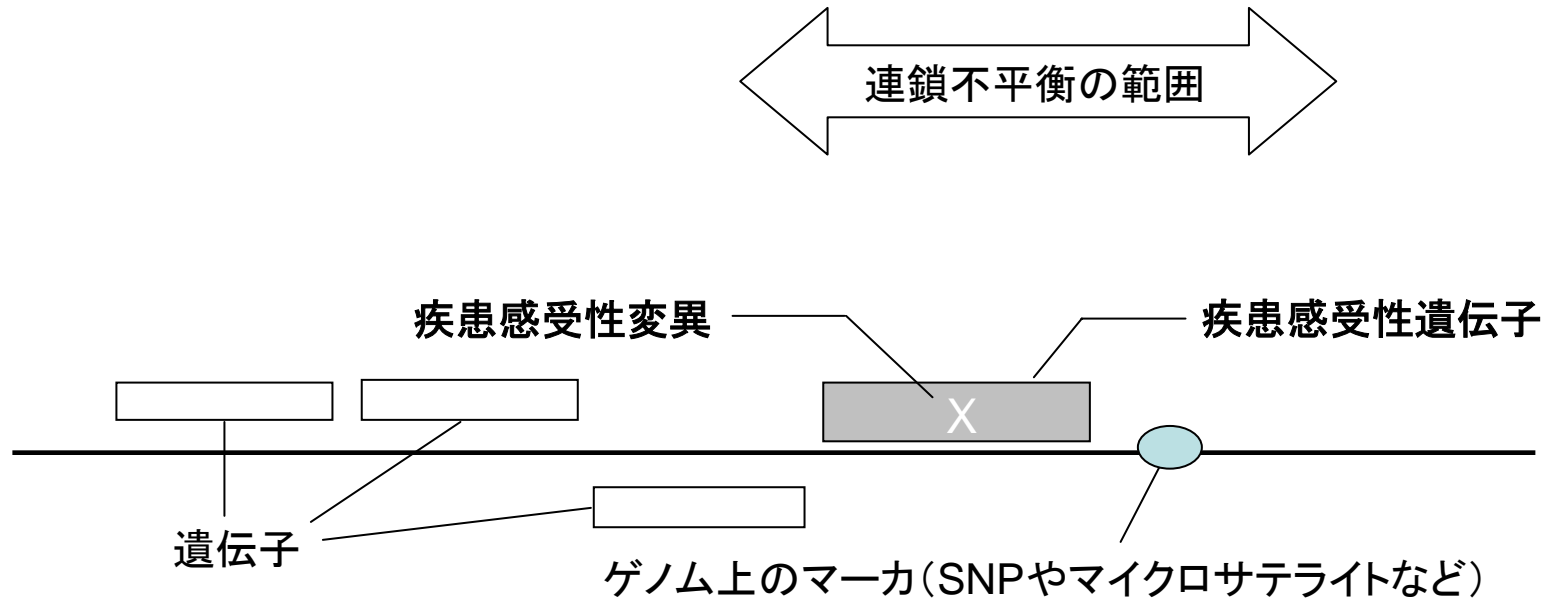 連鎖不平衡の範囲
疾患感受性変異
疾患感受性遺伝子
X
遺伝子
ゲノム上のマーカ（SNPやマイクロサテライトなど）